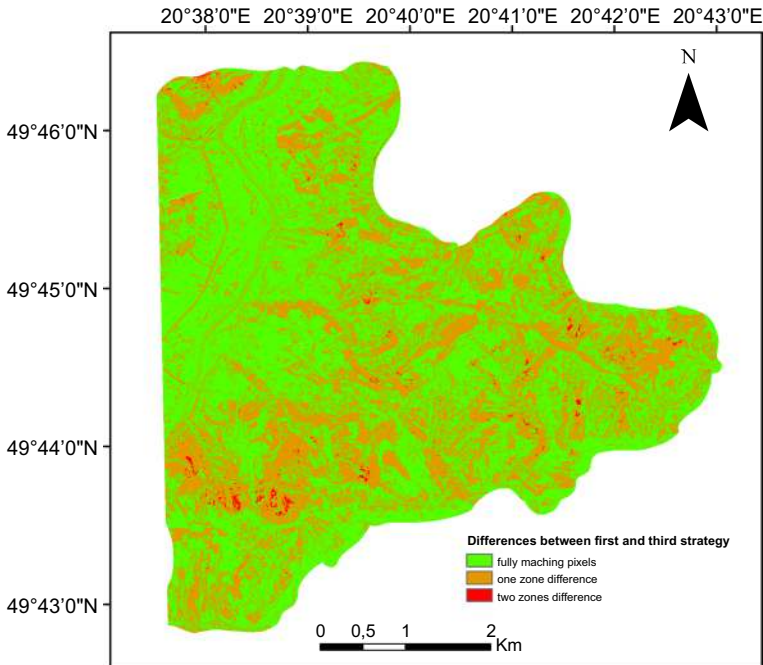 20°38'0"E 20°39'0"E 20°40'0"E 20°41'0"E 20°42'0"E 20°43'0"E
N
49°46'0"N
49°45'0"N
49°44'0"N
49°43'0"N
Differences between first and third strategy
fully maching pixels
one zone difference
two zones difference
0 0,5 1 2
Km